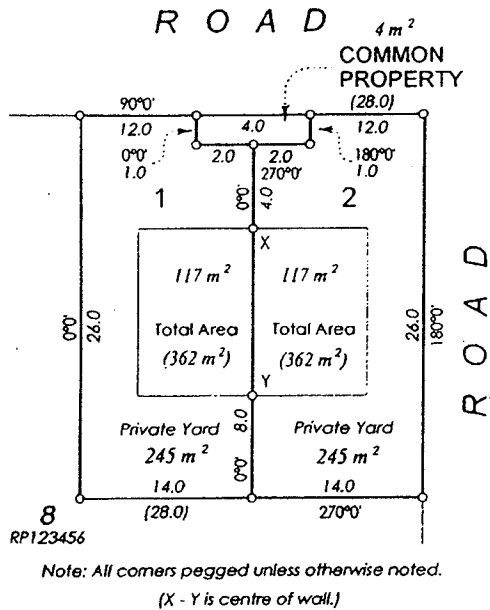 ROAD
4 m²
COMMON
PROPERTY
90°0'
(28.0)
12.0
4.0
12.0
0°0'
1.0
2.0
2.0
270°0'
180°0'
1.0
0°0'
4.0
1
2
X
117 m²
117 m²
ROAD
0°0'
26.0
26.0
180°0'
Total Area
(362 m²)
Total Area
(362 m²)
Y
8.0
0°0'
Private Yard
245 m²
Private Yard
245 m²
14.0
14.0
(28.0)
270°0'
8
RP123456
Note: All corners pegged unless otherwise noted.
(X - Y is centre of wall.)